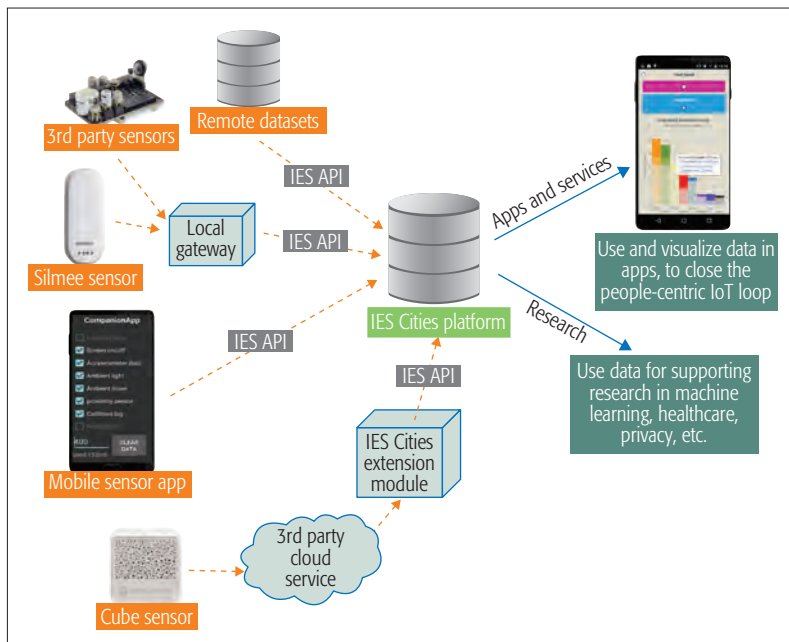 3rd party sensors
Remote datasets
IES API
Silmee sensor
Local
gateway
IES API
IES Cities platform
Apps and services
Use and visualize data in
apps, to close the
people-centric IoT loop
Research
Use data for supporting
research in machine
learning, healthcare,
privacy, etc.
CompanionApp
Ambient light
CLEAR
DATA
Mobile sensor app
IES API
IES API
IES Cities
extension
module
3rd party
cloud
service
Cube sensor